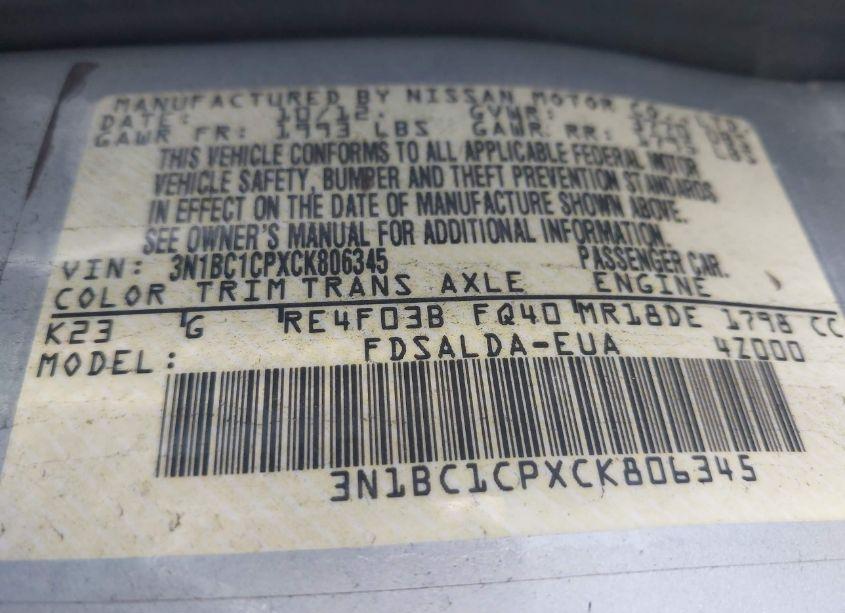 MANUFACTURED BY NISSAN MOTOR CO.,
DATE: 10/12. GVWR:
GAWR FR: 1993 LBS GAWR RR: LBS
THIS VEHICLE CONFORMS TO ALL APPLICABLE FEDERAL MOTOR
VEHICLE SAFETY, BUMPER AND THEFT PREVENTION STANDARDS
IN EFFECT ON THE DATE OF MANUFACTURE SHOWN ABOVE.
SEE OWNER'S MANUAL FOR ADDITIONAL INFORMATION.
VIN: 3N1BC1CPXCK806345 PASSENGER CAR.
COLOR TRIM TRANS AXLE ENGINE
K23 G RE4F03B FQ40 MR18DE 1798 CC
MODEL: FDSALDA-EUA 4Z000
3N1BC1CPXCK806345